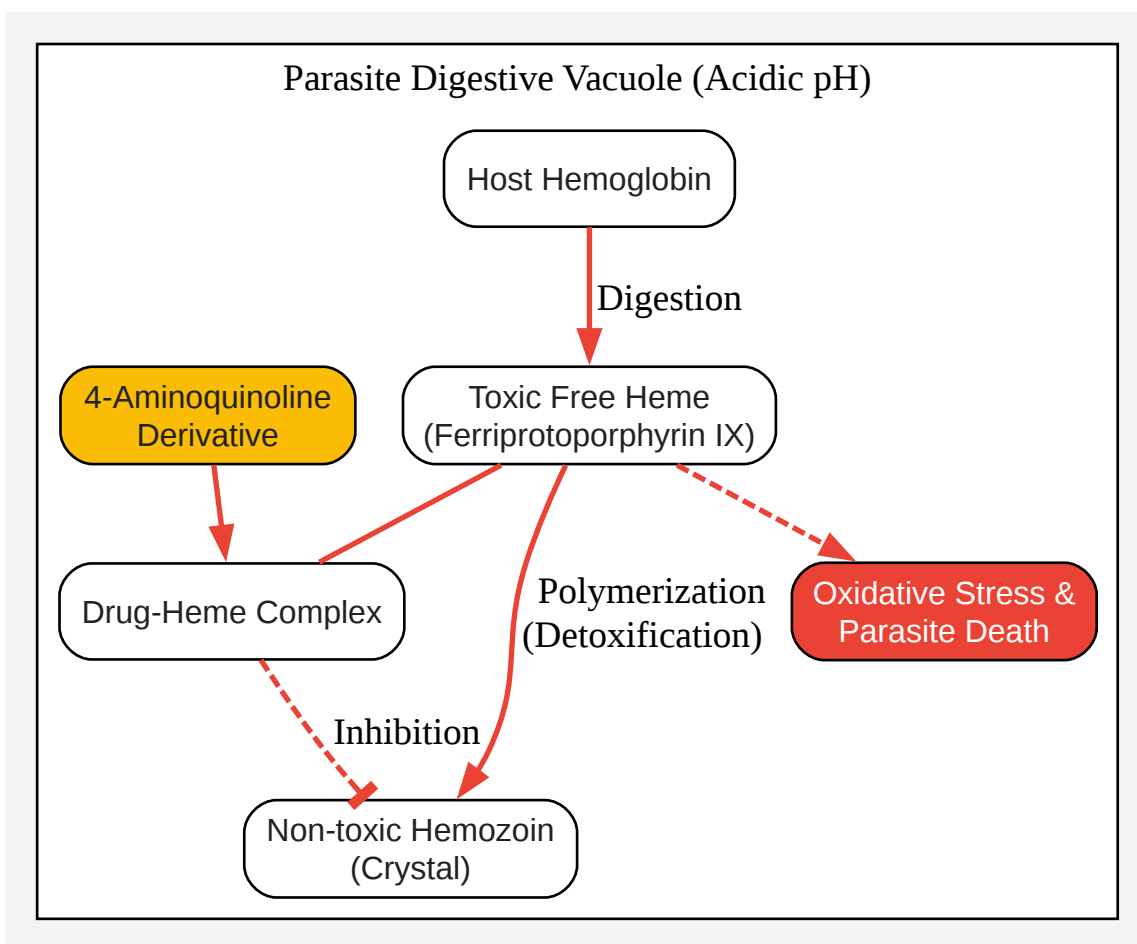 Parasite Digestive Vacuole (Acidic pH)
Host Hemoglobin
Digestion
4-Aminoquinoline
Derivative
Toxic Free Heme
(Ferriprotoporphyrin IX)
Drug-Heme Complex
Polymerization
(Detoxification)
Oxidative Stress &
Parasite Death
Inhibition
Non-toxic Hemozoin
(Crystal)